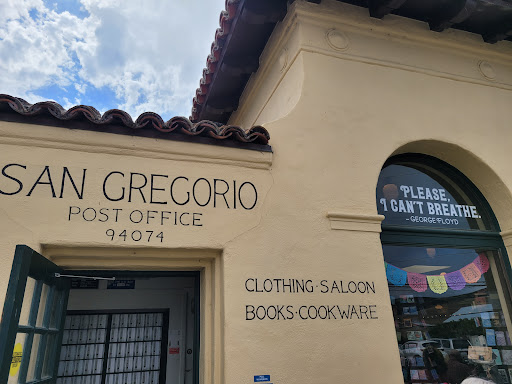 SAN GREGORIO
POST OFFICE
94074
CLOTHING · SALOON
BOOKS · COOKWARE
PLEASE,
I CAN'T BREATHE.
- GEORGE FLOYD